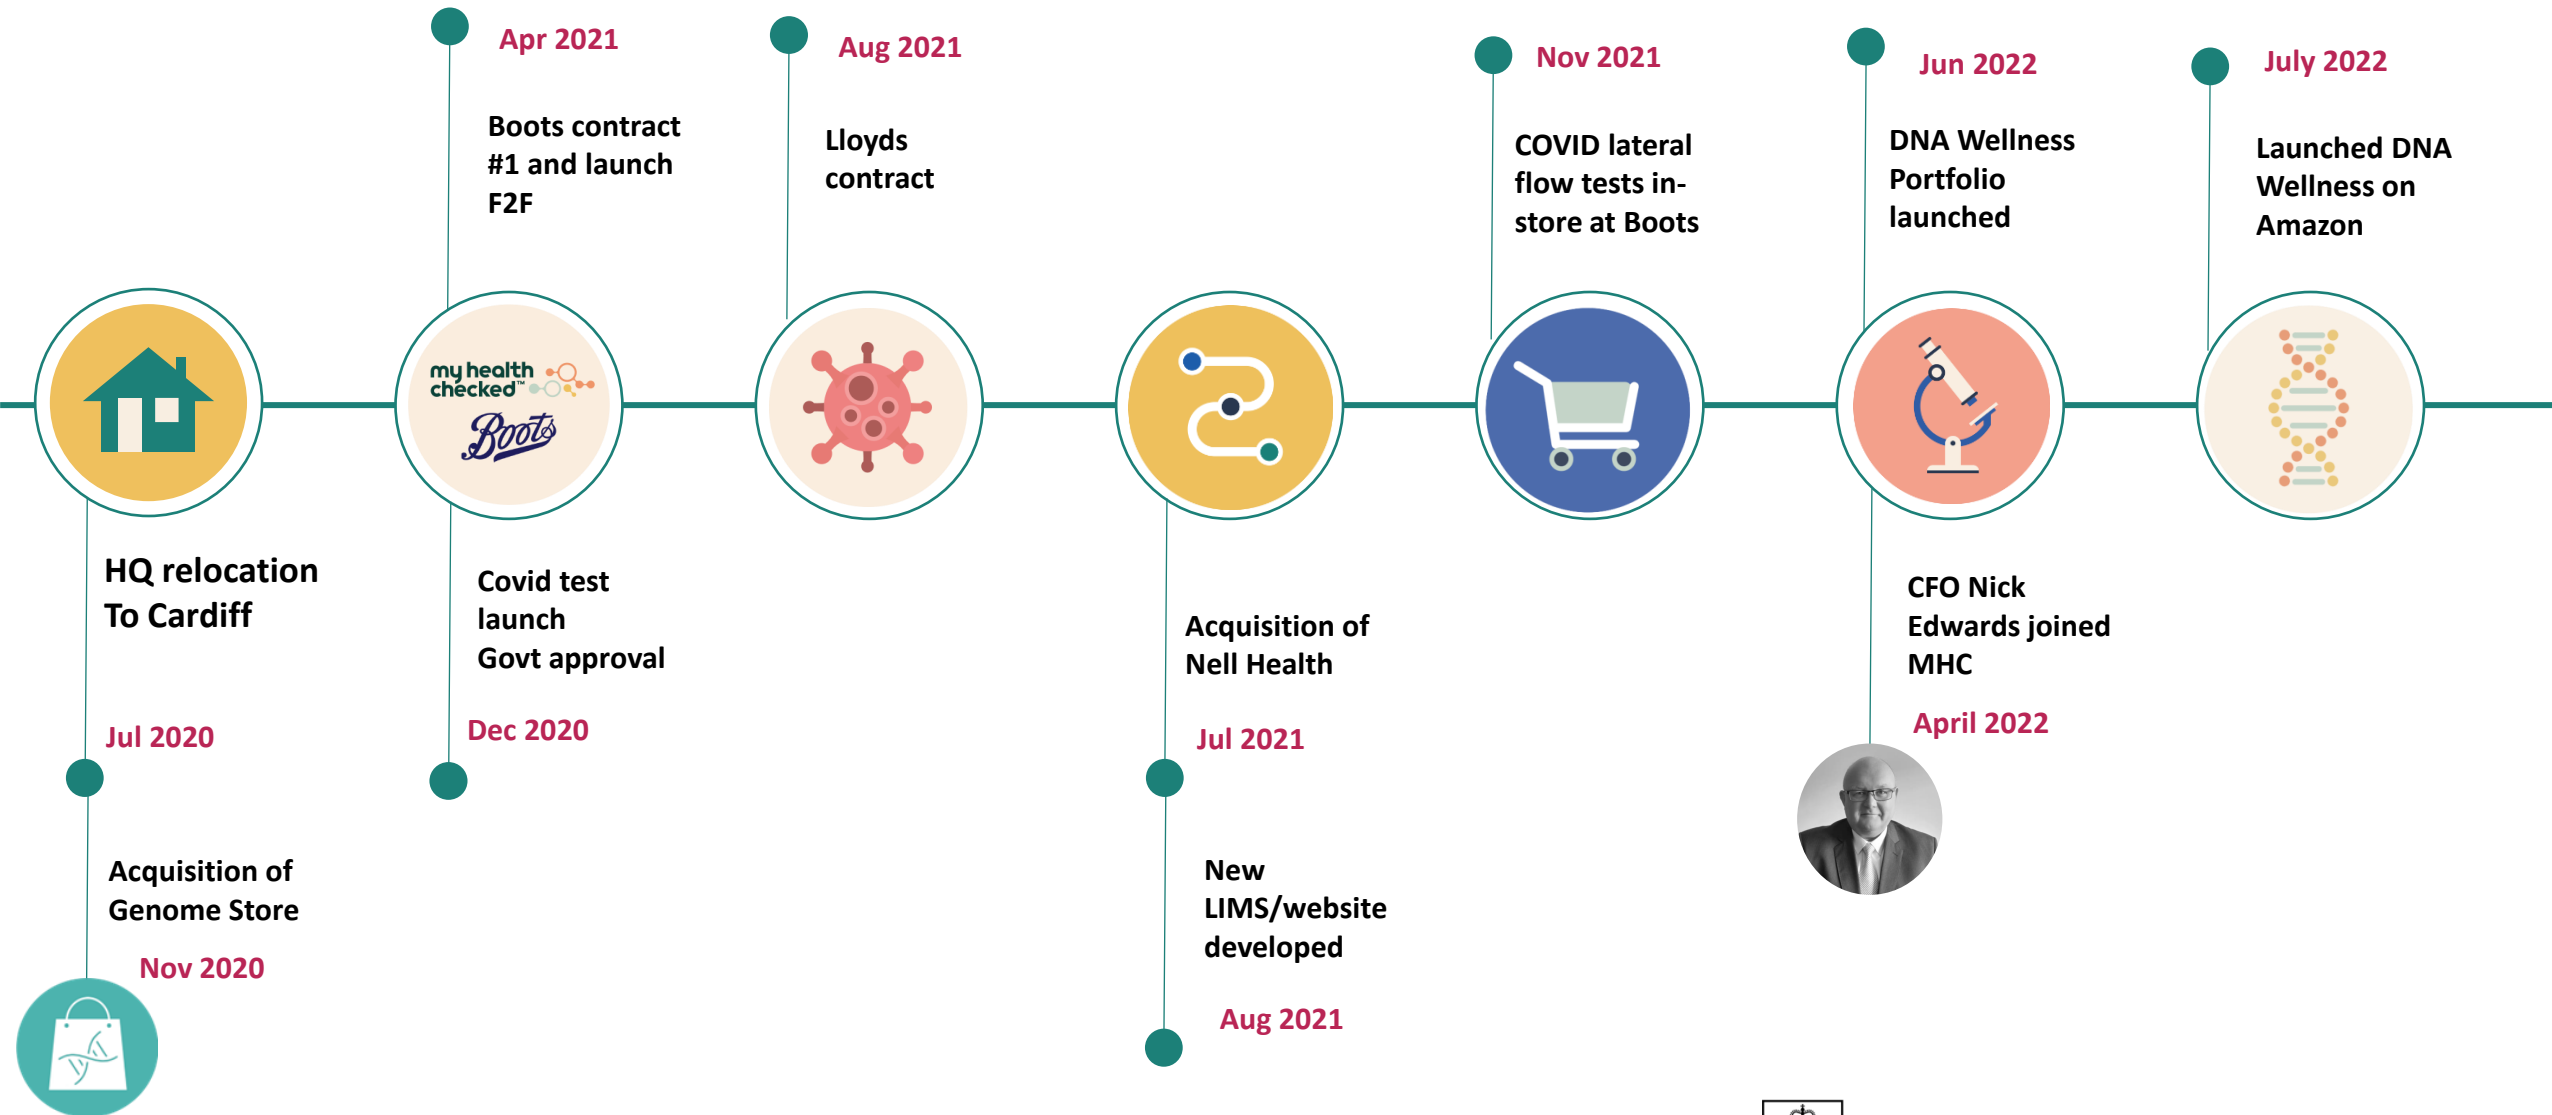 Apr 2021
Boots contract
#1 and launch
F2F
Aug 2021
Lloyds
contract
Nov 2021
COVID lateral
flow tests in-
store at Boots
Jun 2022
DNA Wellness
Portfolio
launched
July 2022
Launched DNA
Wellness on
Amazon
my health
checked™
Boots
HQ relocation
To Cardiff
Jul 2020
Acquisition of
Genome Store
Nov 2020
Covid test
launch
Govt approval
Dec 2020
Acquisition of
Nell Health
Jul 2021
New
LIMS/website
developed
Aug 2021
CFO Nick
Edwards joined
MHC
April 2022